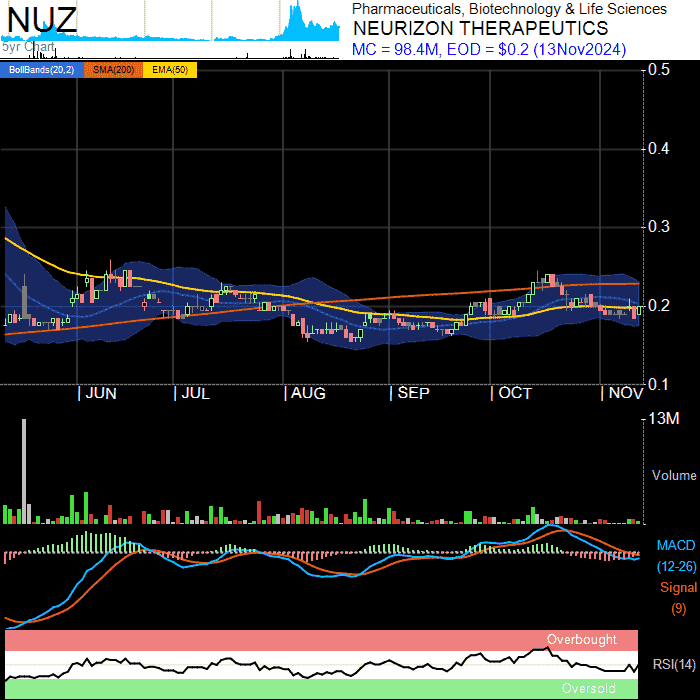 NUZ
5yr Chart
Pharmaceuticals, Biotechnology & Life Sciences
NEURIZON THERAPEUTICS
MC = 98.4M, EOD = $0.2 (13Nov2024)
BollBands(20,2) SMA(200) EMA(50)
0.5
0.4
0.3
0.2
0.1
| JUN | JUL | AUG | SEP | OCT | NOV
13M
Volume
MACD
(12-26)
Signal
(9)
Overbought
RSI(14)
Oversold